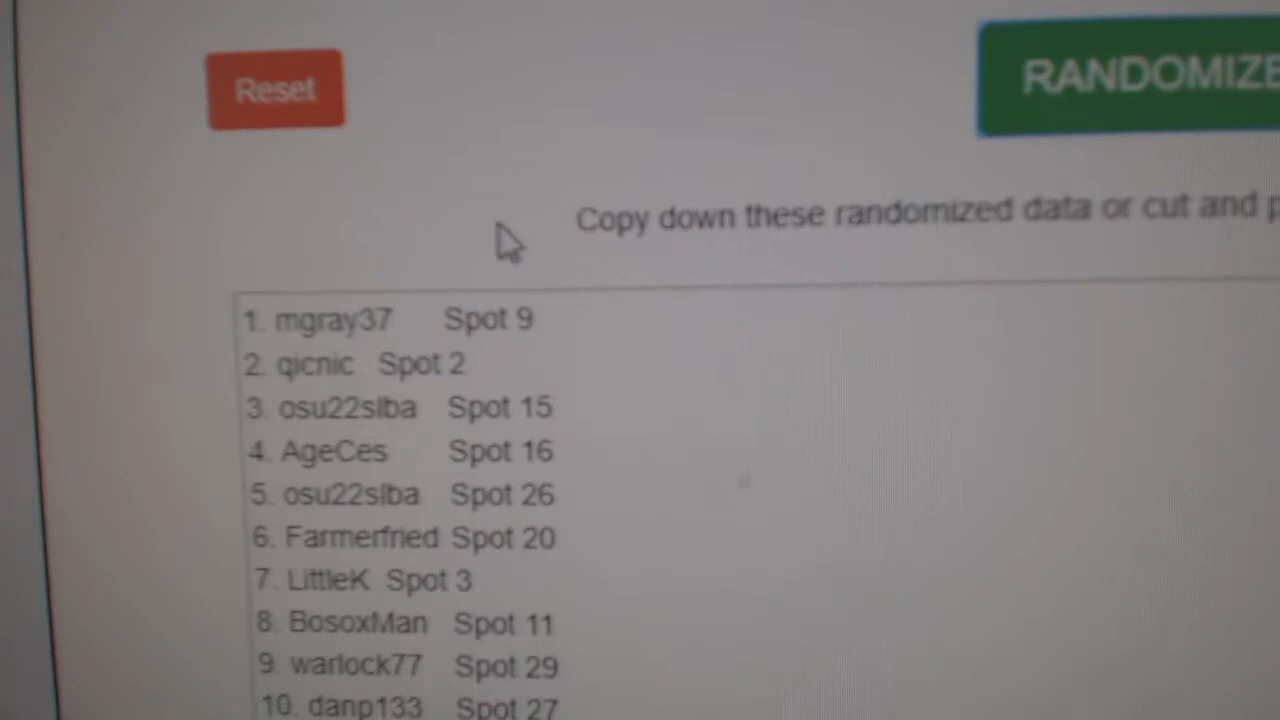 Reset
RANDOMIZE
Copy down these randomized data or cut and
1. mgray37 Spot 9
2. qicnic Spot 2
3. osu22slba Spot 15
4. AgeCes Spot 16
5. osu22slba Spot 26
6. Farmerfried Spot 20
7. LittleK Spot 3
8. BosoxMan Spot 11
9. warlock77 Spot 29
10. danp133 Spot 27